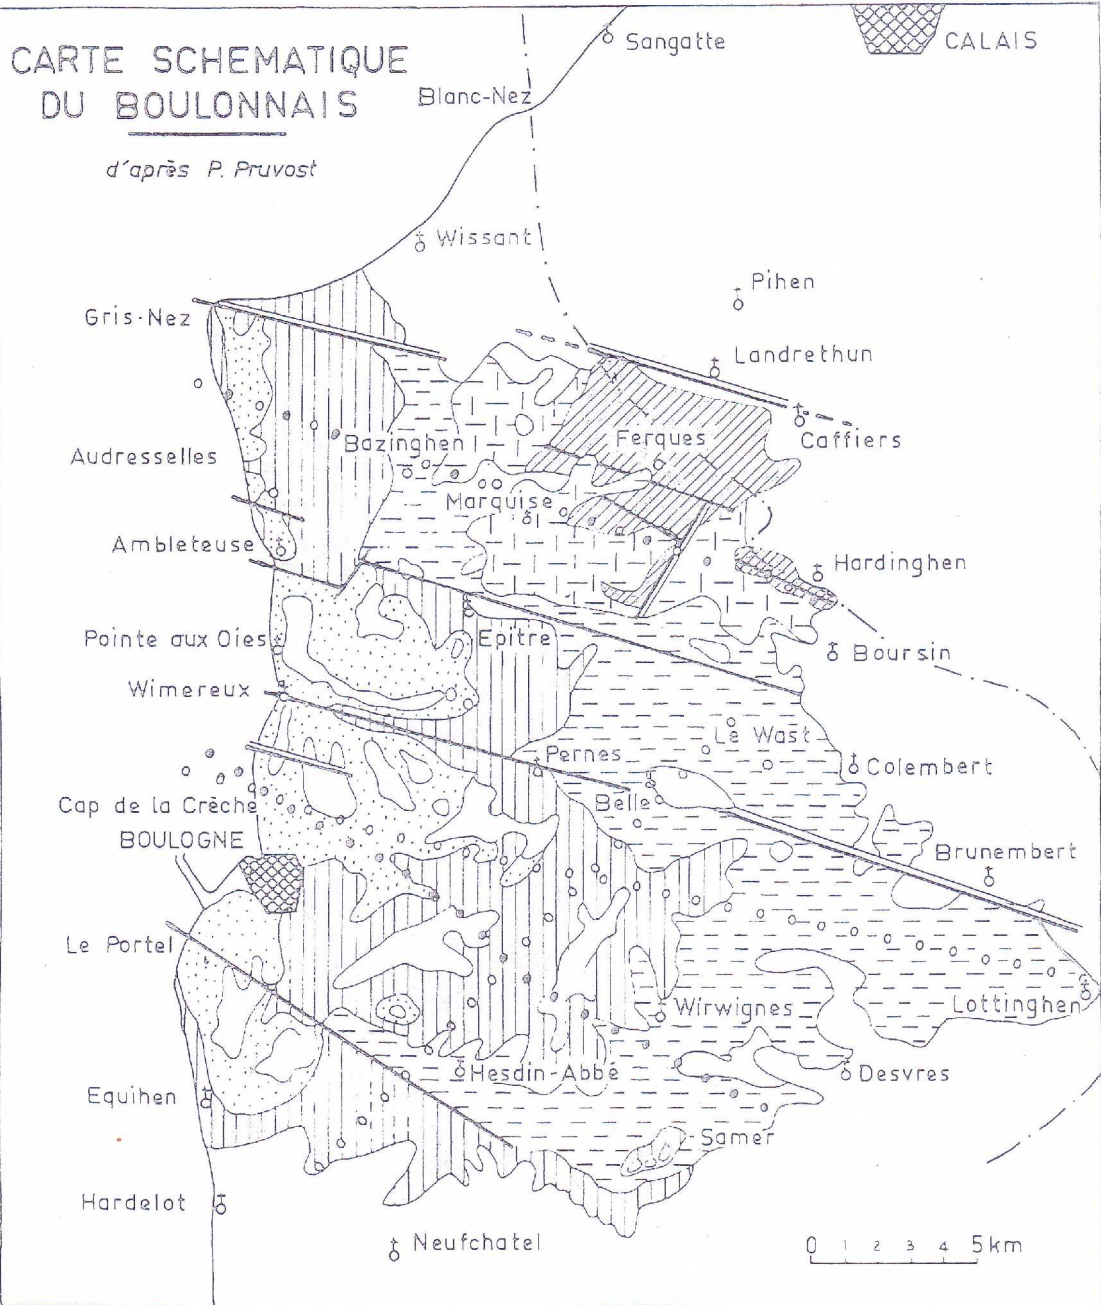 CARTE SCHEMATIQUE
DU BOULONNAIS
d'après P. Pruvost
Sangatte
CALAIS
Blanc-Nez
Wissant
Pihen
Gris-Nez
Landrethun
Caffiers
Ferques
Bazinghen
Audresselles
Marquise
Ambleteuse
Hardinghen
Pointe aux Oies
Epitre
Boursin
Wimereux
Le Wast
Pernes
Colembert
Belle
Cap de la Crèche
BOULOGNE
Brunembert
Le Portel
Wirwignes
Lottinghen
Hesdin-Abbé
Desvres
Equihen
Samer
Hardelot
Neufchatel
0 1 2 3 4 5 km